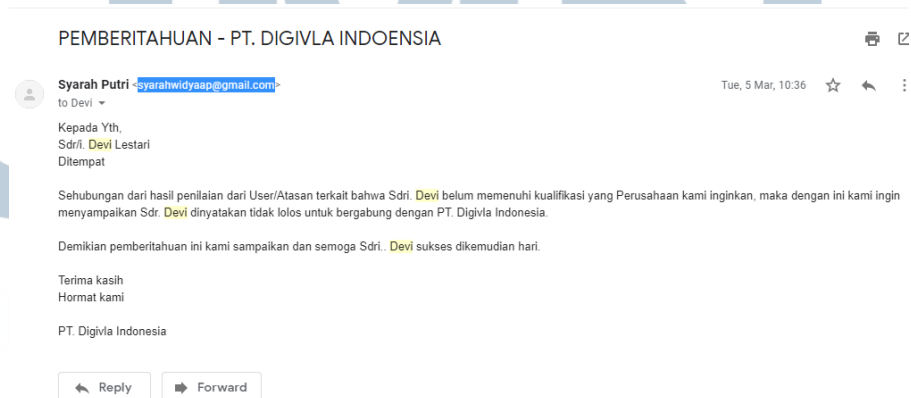 PEMBERITAHUAN - PT. DIGIVLA INDOENSIA
Syarah Putri <syarahwidyaap@gmail.com>
Tue, 5 Mar, 10:36
to Devi
Kepada Yth,
Sdr/i. Devi Lestari
Ditempat
Sehubungan dari hasil penilaian dari User/Atasan terkait bahwa Sdri. Devi belum memenuhi kualifikasi yang Perusahaan kami inginkan, maka dengan ini kami ingin
menyampaikan Sdr. Devi dinyatakan tidak lolos untuk bergabung dengan PT. Digivla Indonesia.
Demikian pemberitahuan ini kami sampaikan dan semoga Sdri.. Devi sukses dikemudian hari.
Terima kasih
Hormat kami
PT. Digivla Indonesia
Reply
Forward